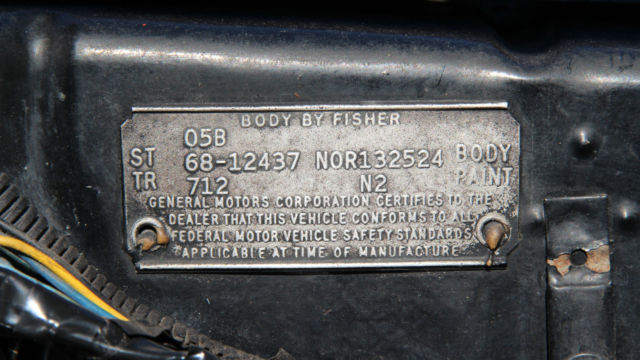 BODY BY FISHER
05B
ST 68-12437 NOR132524 BODY
TR 712 N2 PAINT
GENERAL MOTORS CORPORATION CERTIFIES TO THE
DEALER THAT THIS VEHICLE CONFORMS TO ALL
FEDERAL MOTOR VEHICLE SAFETY STANDARDS
APPLICABLE AT TIME OF MANUFACTURE